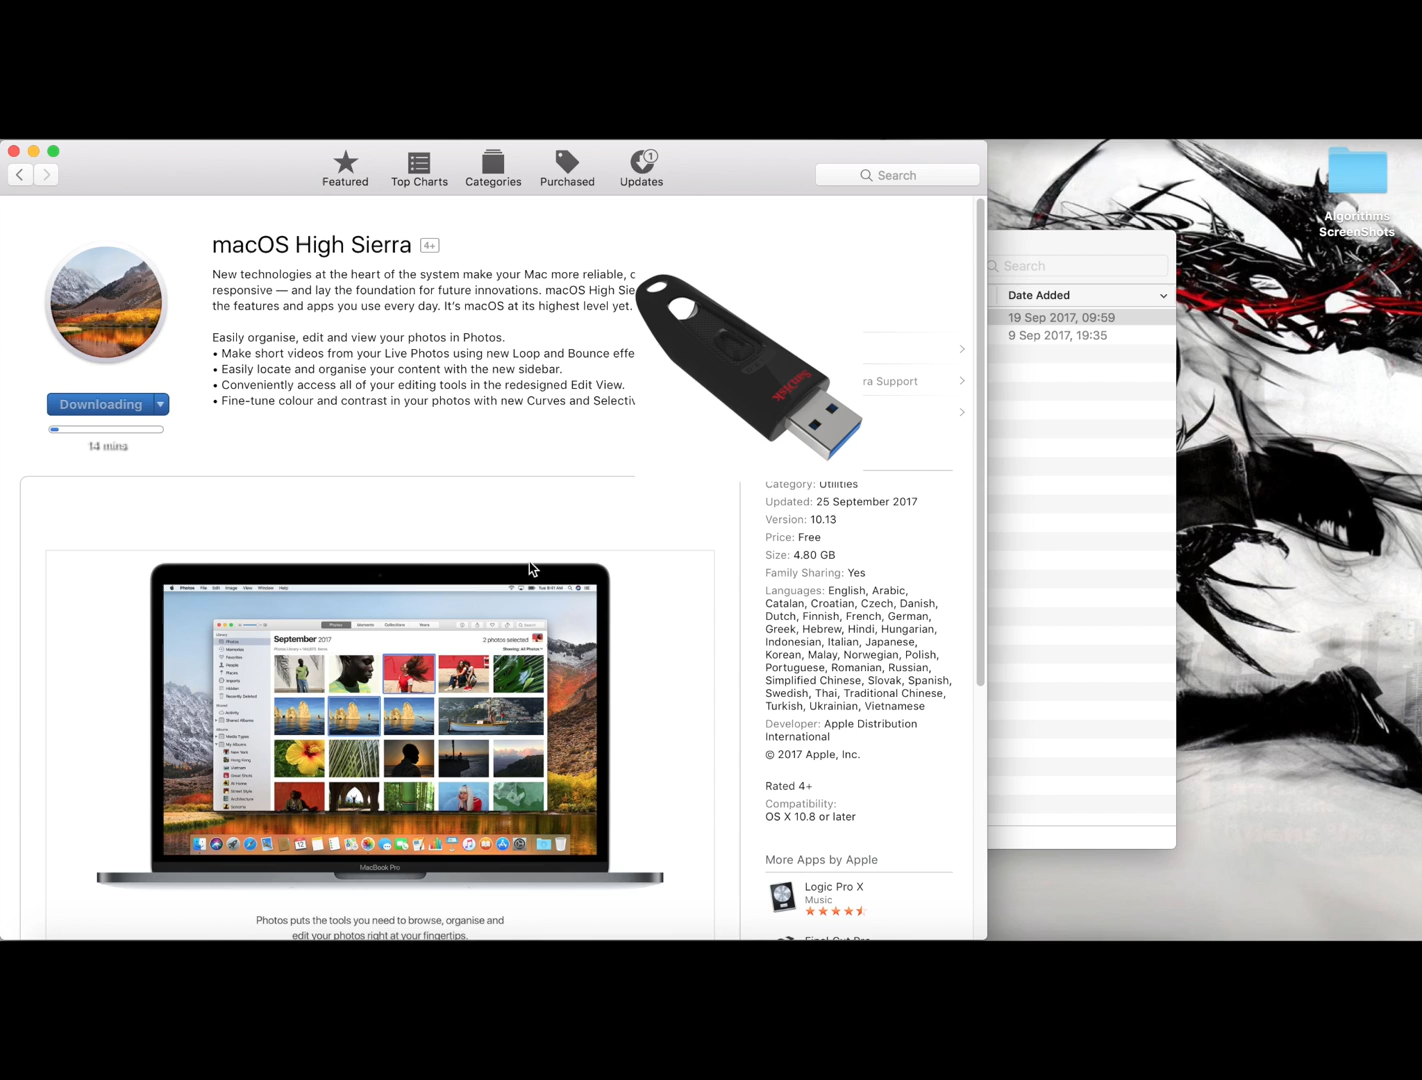 Featured
Top Charts
Categories
Purchased
1
Updates
Search
macOS High Sierra 4+
New technologies at the heart of the system make your Mac more reliable,
responsive — and lay the foundation for future innovations. macOS High
the features and apps you use every day. It's macOS at its highest level yet.
Easily organise, edit and view your photos in Photos.
• Make short videos from your Live Photos using new Loop and Bounce
• Easily locate and organise your content with the new sidebar.
• Conveniently access all of your editing tools in the redesigned Edit View.
• Fine-tune colour and contrast in your photos with new Curves and
Downloading
14 mins
SanDisk
Support
Category: Utilities
Updated: 25 September 2017
Version: 10.13
Price: Free
Size: 4.80 GB
Family Sharing: Yes
Languages: English, Arabic,
Catalan, Croatian, Czech, Danish,
Dutch, Finnish, French, German,
Greek, Hebrew, Hindi, Hungarian,
Indonesian, Italian, Japanese,
Korean, Malay, Norwegian, Polish,
Portuguese, Romanian, Russian,
Simplified Chinese, Slovak, Spanish,
Swedish, Thai, Traditional Chinese,
Turkish, Ukrainian, Vietnamese
Developer: Apple Distribution
International
© 2017 Apple, Inc.
Rated 4+
Compatibility:
OS X 10.8 or later
More Apps by Apple
Logic Pro X
Music
Final Cut Pro
September 2017
2 photos selected
MacBook Pro
Photos puts the tools you need to browse, organise and
edit your photos right at your fingertips.
Search
Date Added
19 Sep 2017, 09:59
9 Sep 2017, 19:35
Algorithms
ScreenShots